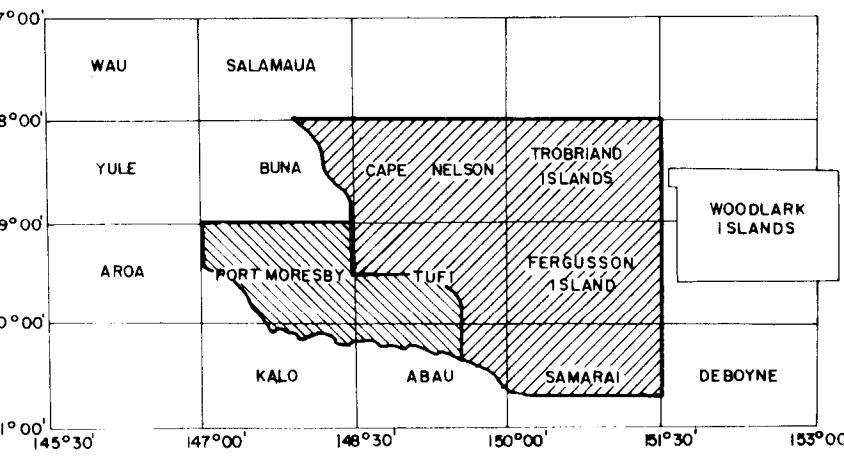 7°00'
WAU SALAMAUA
8°00'
YULE BUNA CAPE NELSON TROBRIAND
ISLANDS
WOODLARK
ISLANDS
9°00'
AROA PORT MORESBY TUFI FERGUSSON
ISLAND
0°00'
KALO ABAU SAMARAI DEBOYNE
1°00'
145°30' 147°00' 148°30' 150°00' 151°30' 153°00'